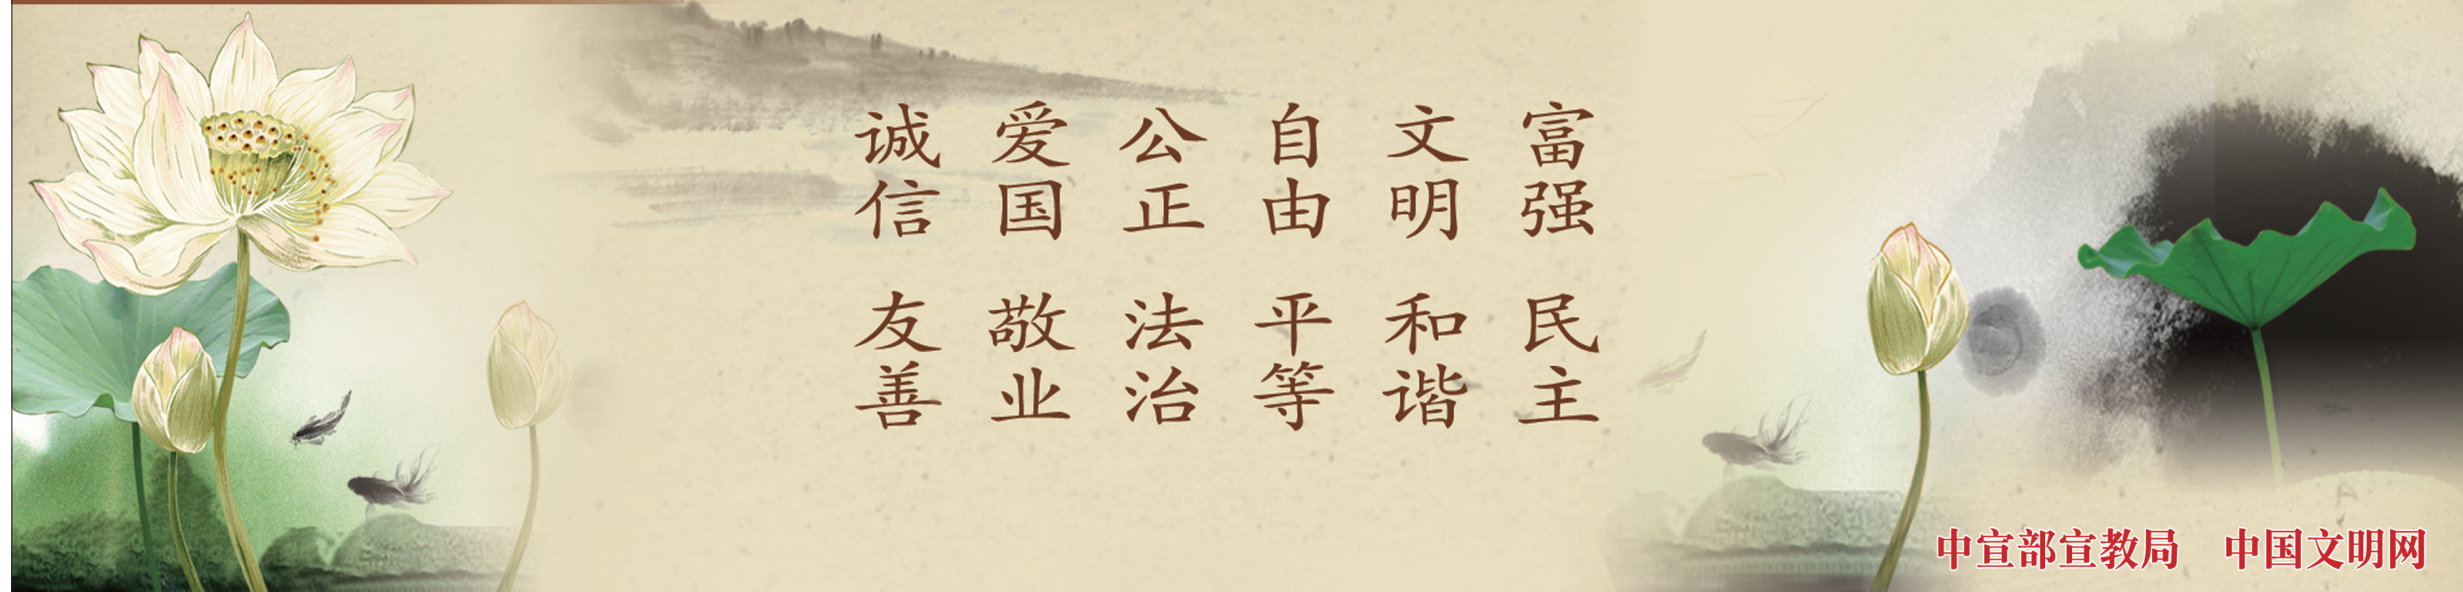 富强 民主
文明 和谐
自由 平等
公正 法治
爱国 敬业
诚信 友善
中宣部宣教局 中国文明网